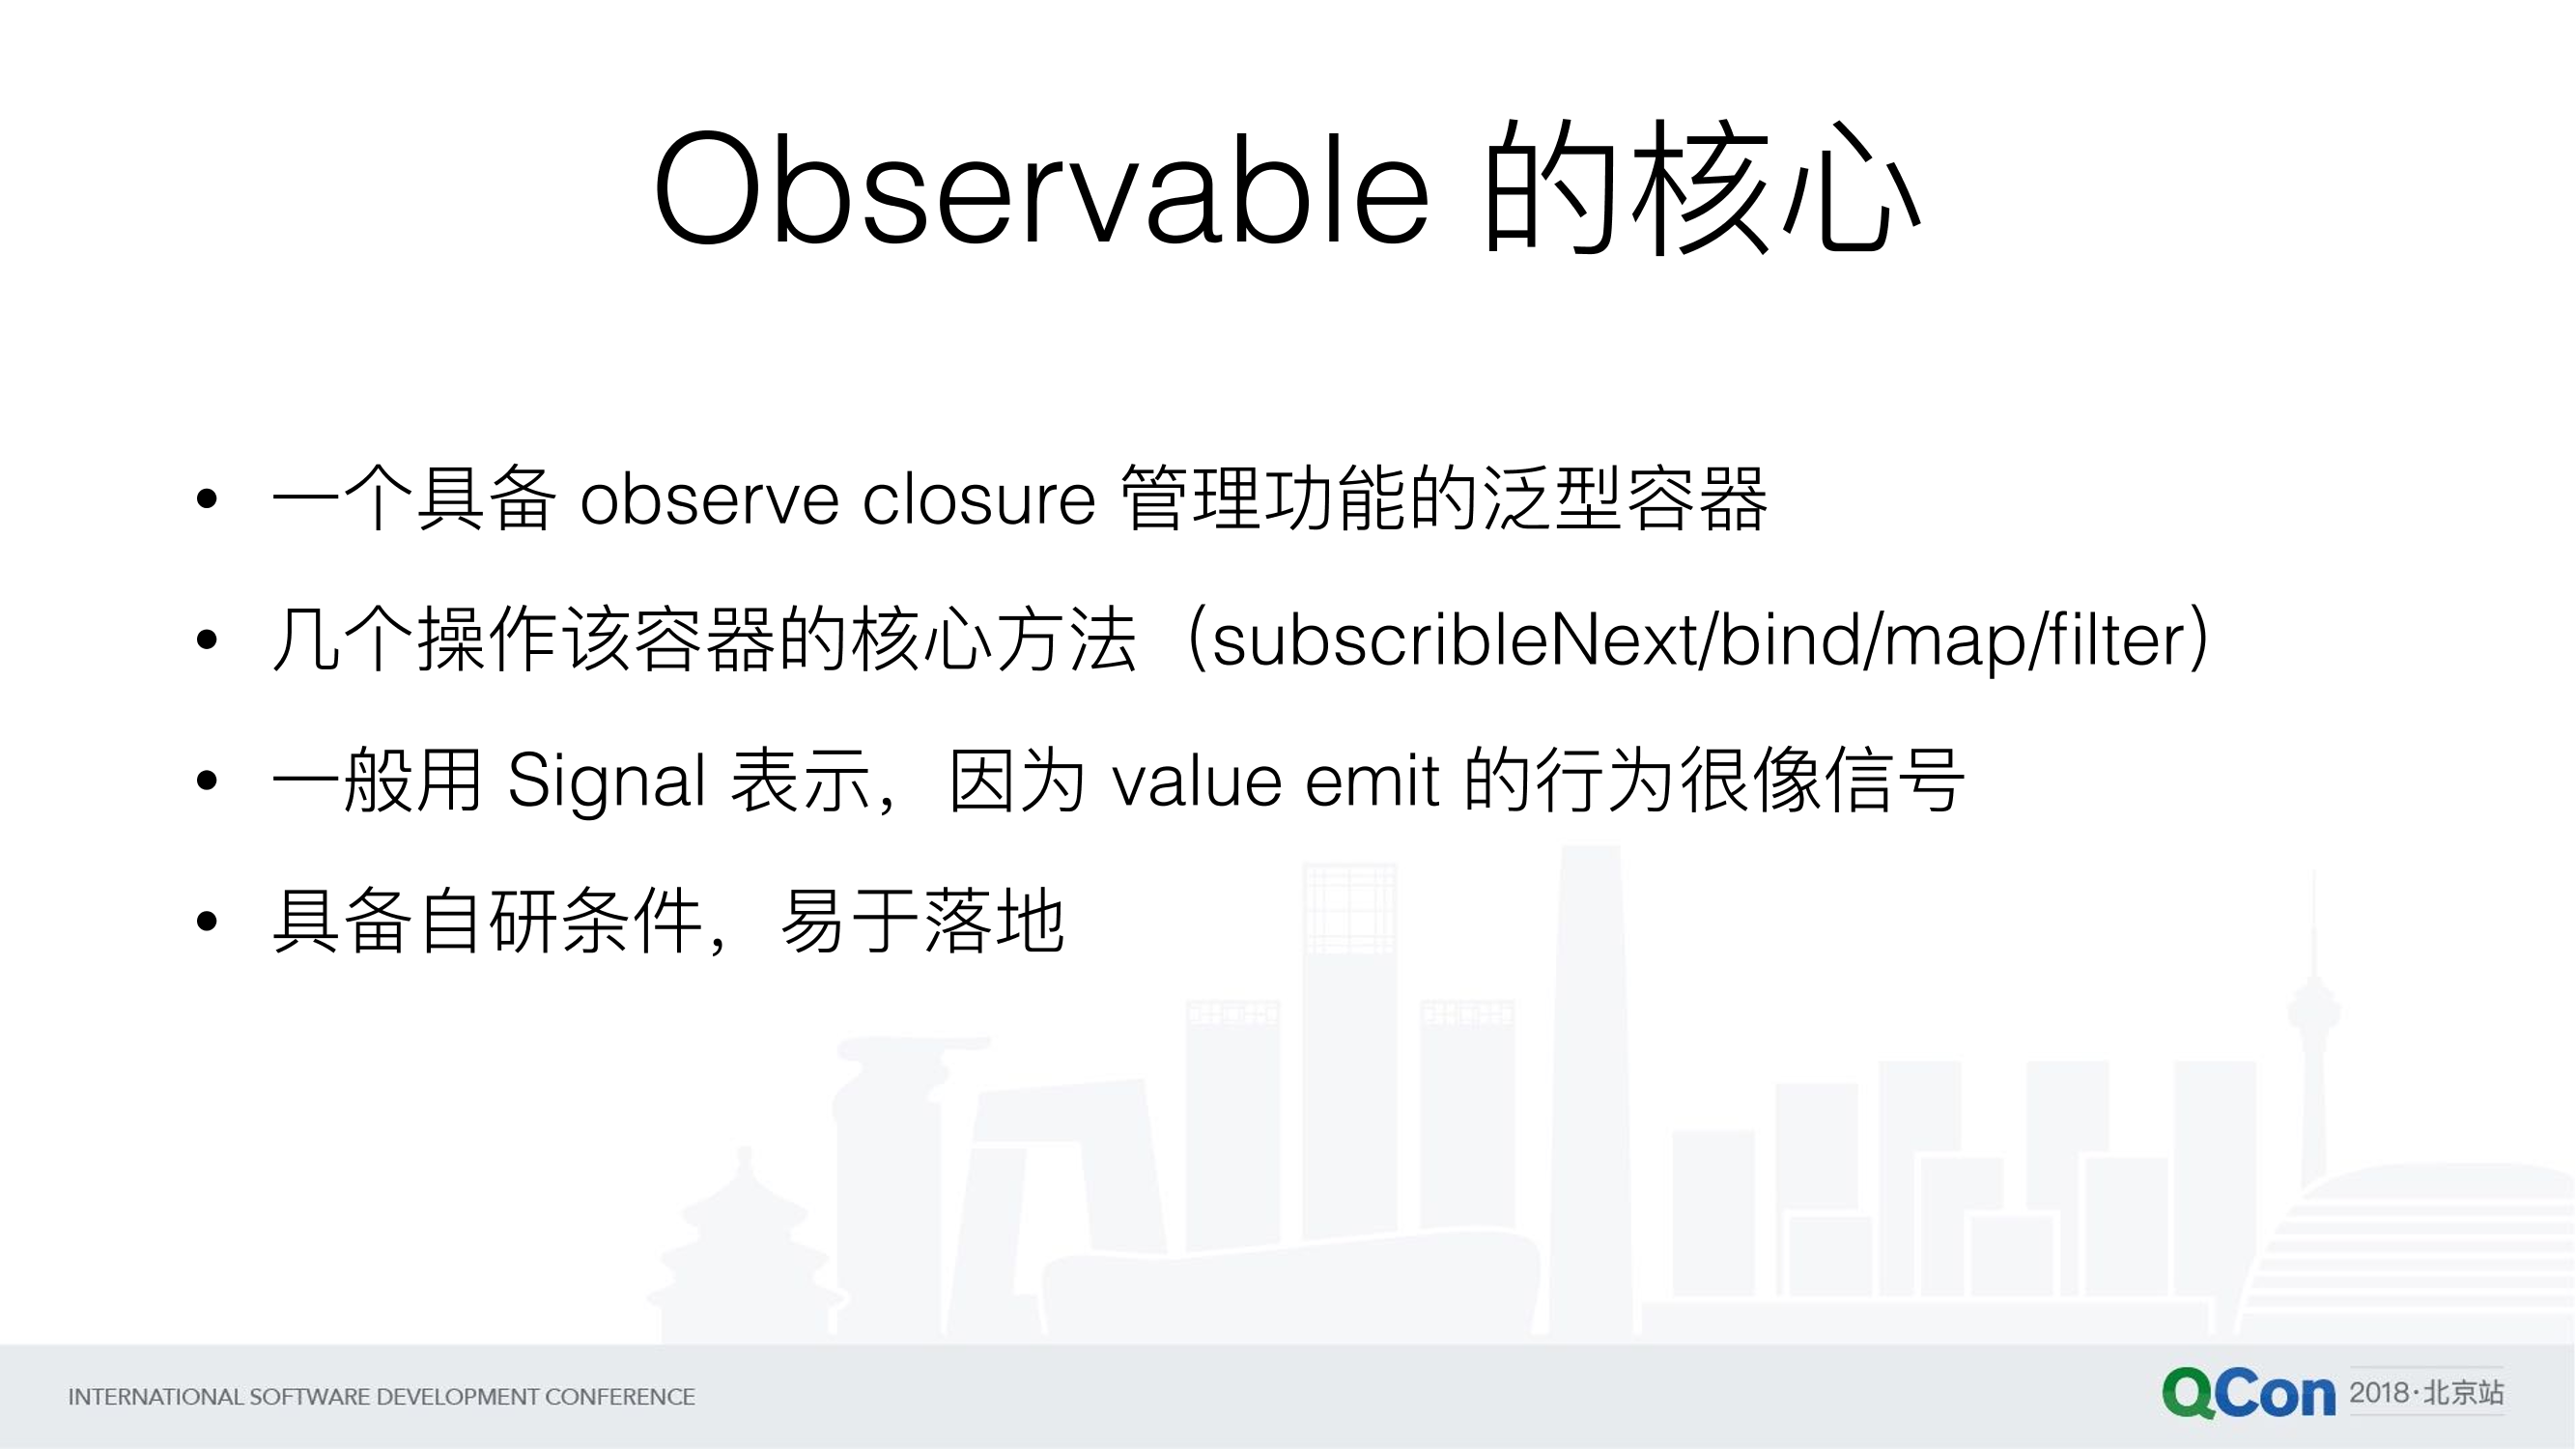 Observable 的核心
• 一个具备 observe closure 管理功能的泛型容器
• 几个操作该容器的核心方法（subscribleNext/bind/map/filter）
• 一般用 Signal 表示，因为 value emit 的行为很像信号
• 具备自研条件，易于落地
INTERNATIONAL SOFTWARE DEVELOPMENT CONFERENCE
QCon 2018·北京站